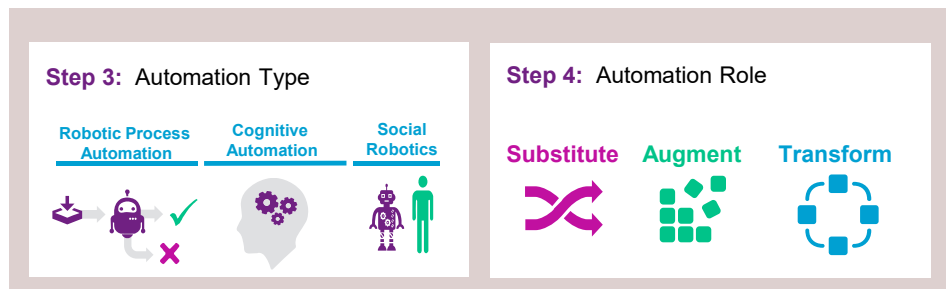 Step 3: Automation Type
Robotic Process
Automation
Cognitive
Automation
Social
Robotics
Step 4: Automation Role
Substitute
Augment
Transform